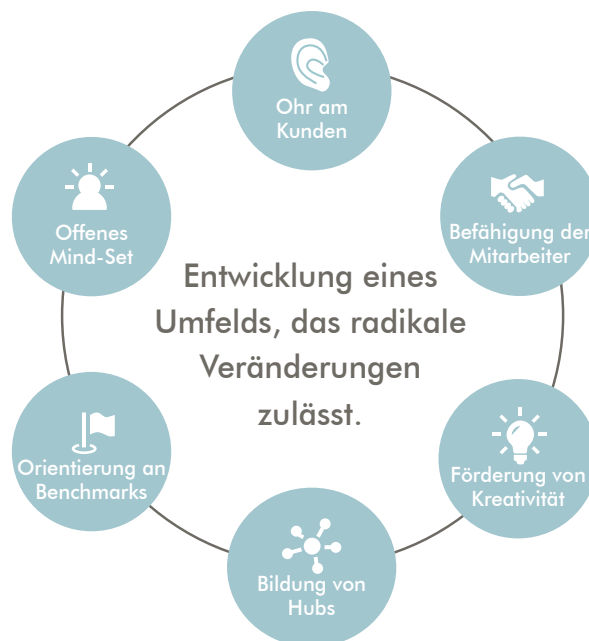 Ohr am
Kunden
Befähigung der
Mitarbeiter
Förderung von
Kreativität
Bildung von
Hubs
Orientierung an
Benchmarks
Offenes
Mind-Set
Entwicklung eines
Umfelds, das radikale
Veränderungen
zulässt.